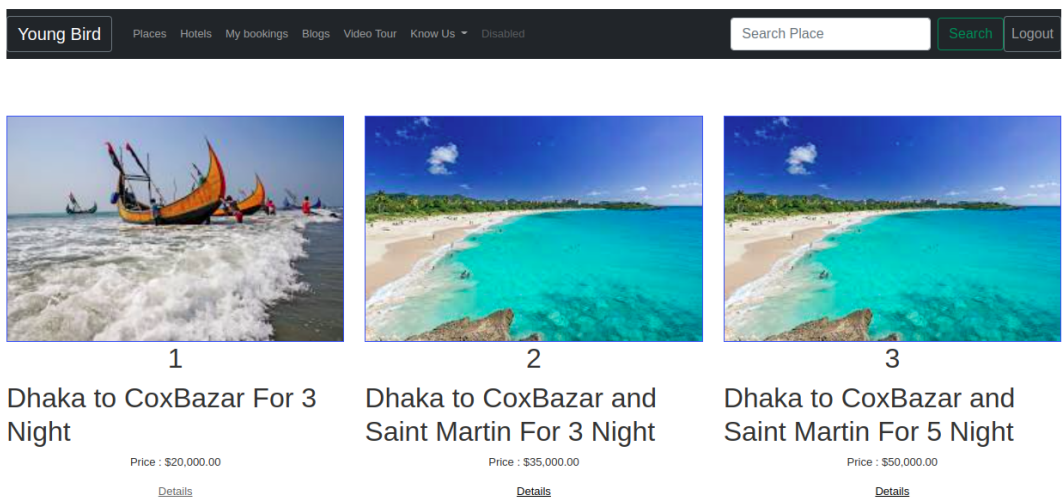 Young Bird Places Hotels My bookings Blogs Video Tour Know Us Disabled Search Place Search Logout
1
Dhaka to CoxBazar For 3
Night
Price : $20,000.00
Details
2
Dhaka to CoxBazar and
Saint Martin For 3 Night
Price : $35,000.00
Details
3
Dhaka to CoxBazar and
Saint Martin For 5 Night
Price : $50,000.00
Details